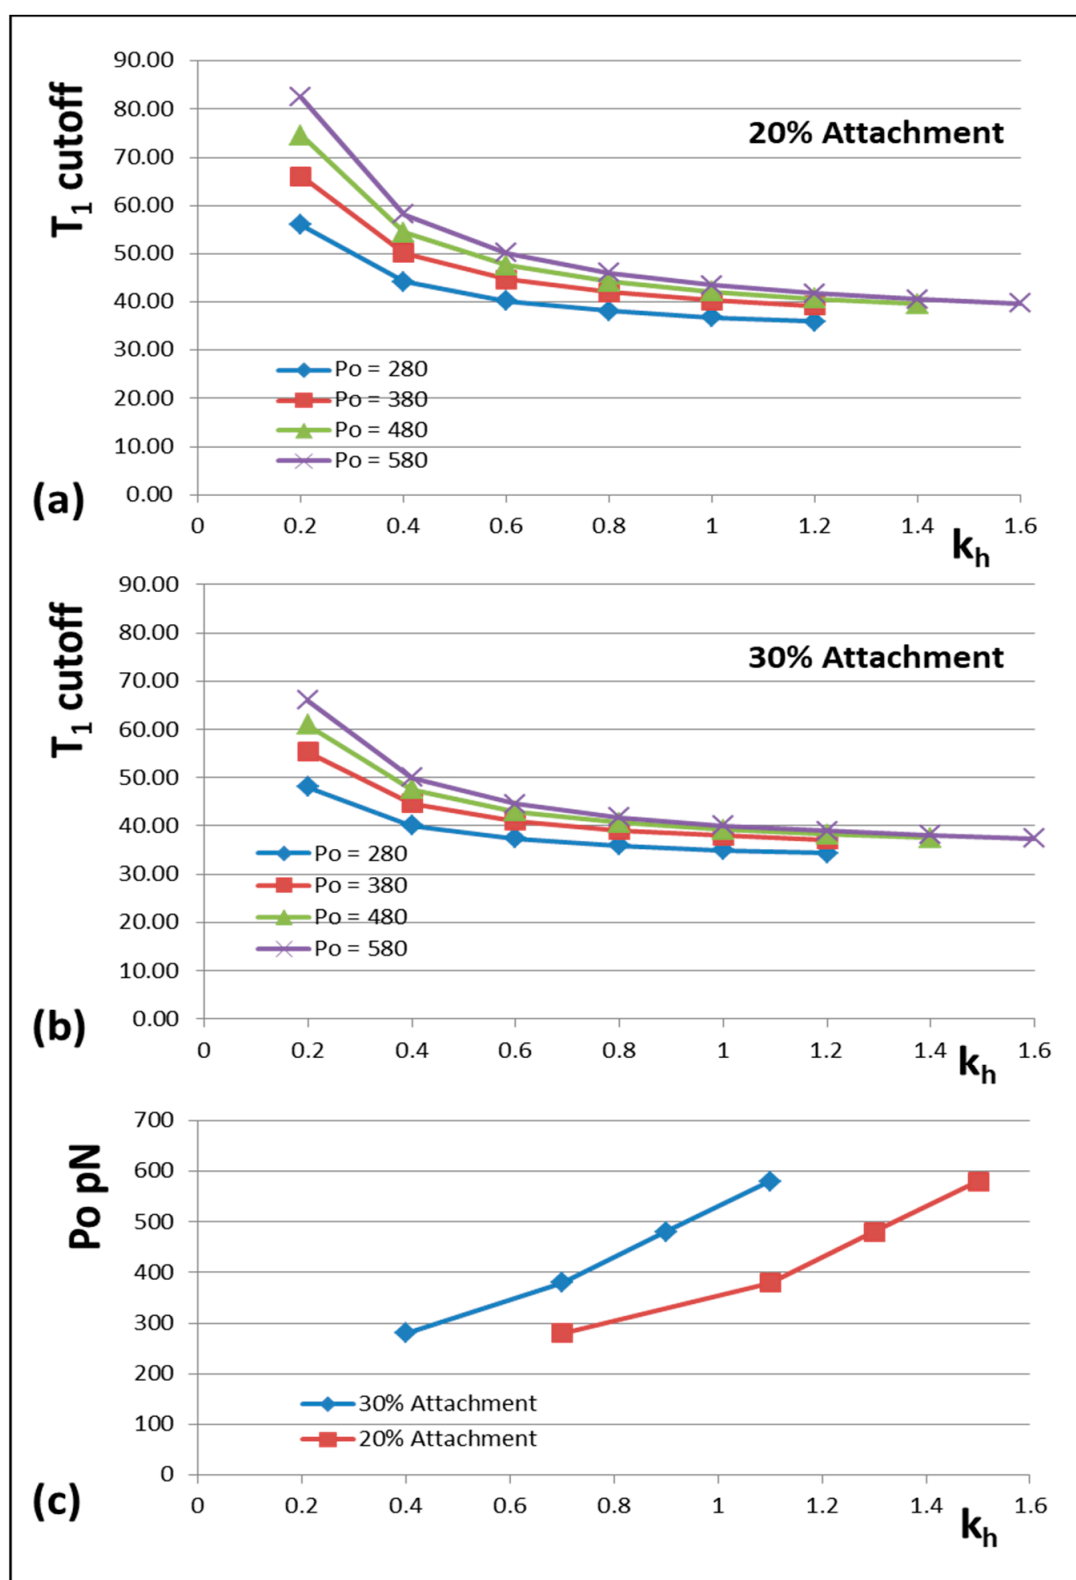 90.00
80.00
70.00
60.00
50.00
40.00
30.00
20.00
10.00
0.00
T1 cutoff
20% Attachment
Po = 280
Po = 380
Po = 480
Po = 580
(a)
0 0.2 0.4 0.6 0.8 1 1.2 1.4 1.6
kh
90.00
80.00
70.00
60.00
50.00
40.00
30.00
20.00
10.00
0.00
T1 cutoff
30% Attachment
Po = 280
Po = 380
Po = 480
Po = 580
(b)
0 0.2 0.4 0.6 0.8 1 1.2 1.4 1.6
kh
700
600
500
400
300
200
100
0
Po pN
30% Attachment
20% Attachment
(c)
0 0.2 0.4 0.6 0.8 1 1.2 1.4 1.6
kh